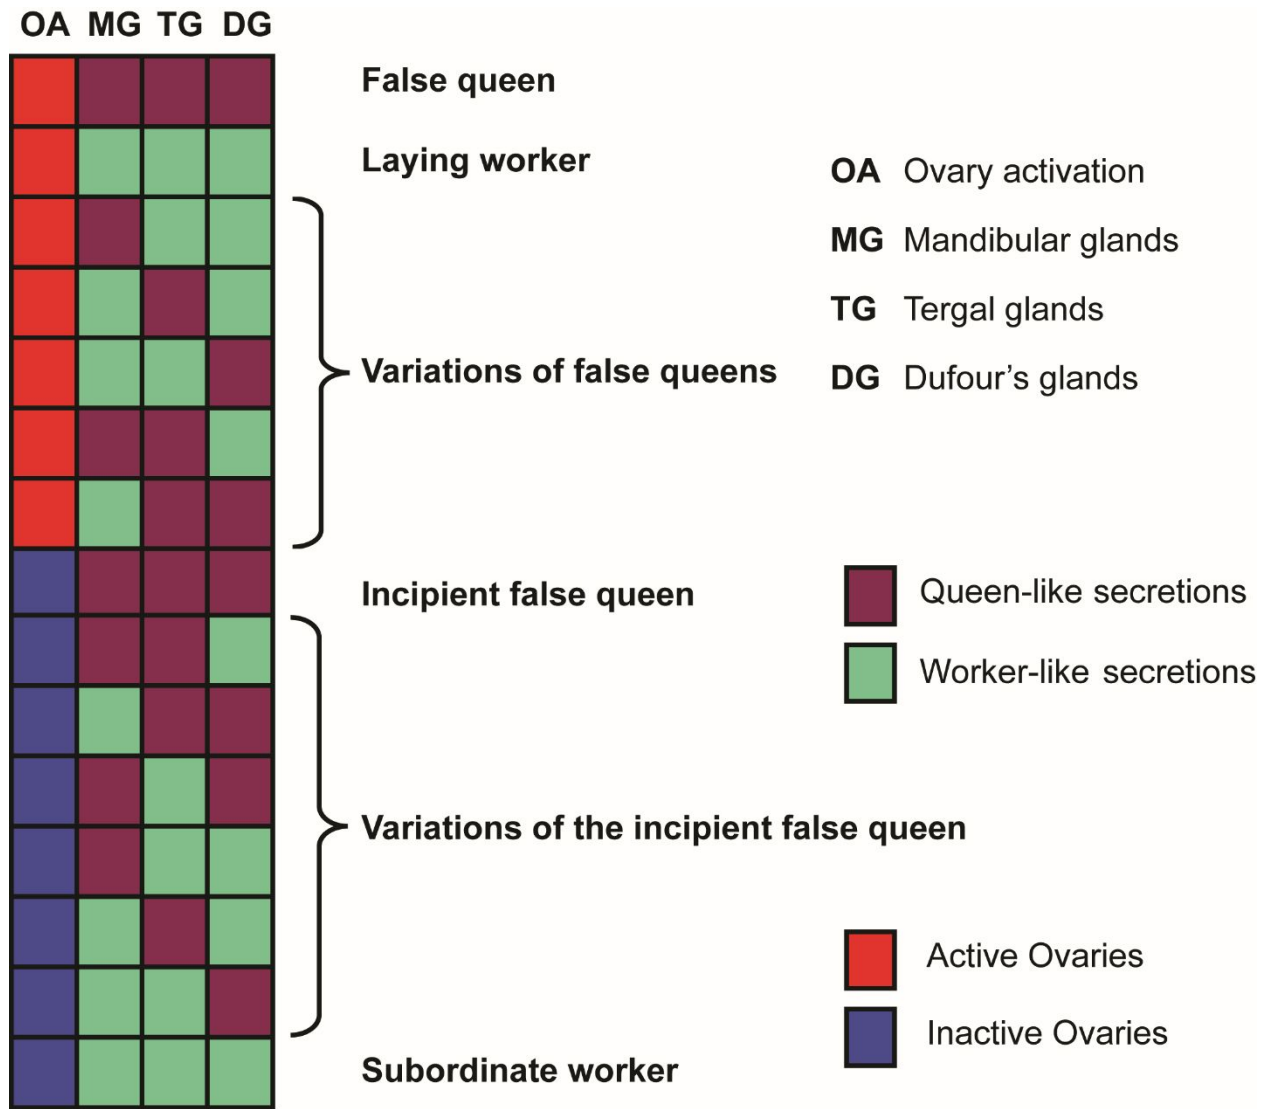 OA MG TG DG
False queen
Laying worker
Variations of false queens
Incipient false queen
Variations of the incipient false queen
Subordinate worker
OA Ovary activation
MG Mandibular glands
TG Tergal glands
DG Dufour’s glands
Queen-like secretions
Worker-like secretions
Active Ovaries
Inactive Ovaries